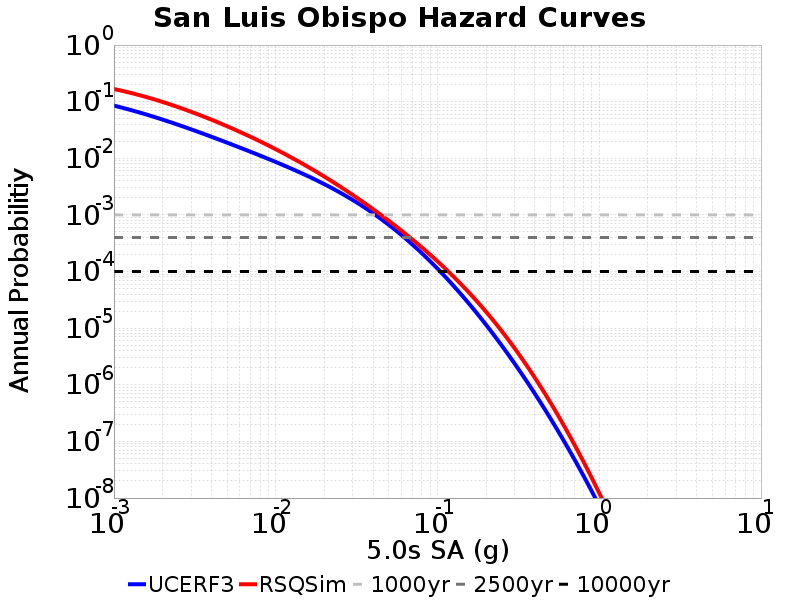 San Luis Obispo Hazard Curves
10^0
10^-1
10^-2
10^-3
10^-4
10^-5
10^-6
10^-7
10^-8
Annual Probabilitiy
10^-3 10^-2 10^-1 10^0 10^1
5.0s SA (g)
UCERF3 RSQSim 1000yr 2500yr 10000yr